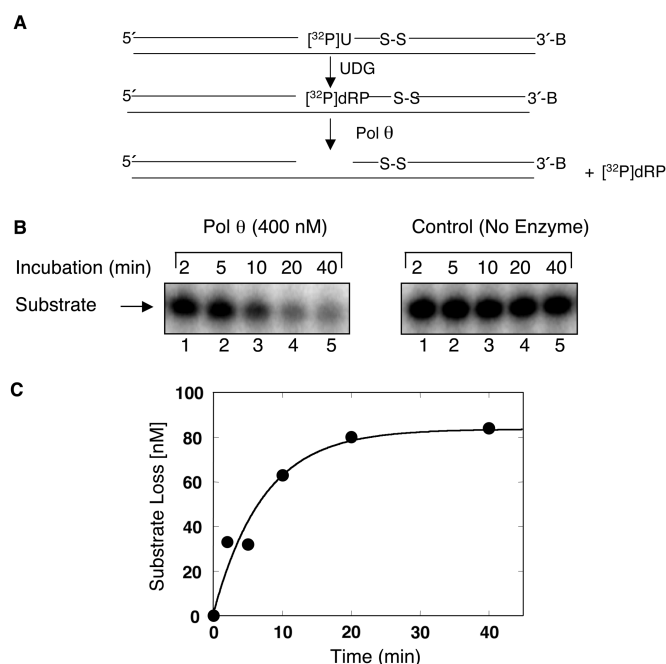 A
5´ [³²P]U S-S 3´-B
UDG
5´ [³²P]dRP S-S 3´-B
Pol θ
5´ S-S 3´-B + [³²P]dRP
B
Pol θ (400 nM) Control (No Enzyme)
Incubation (min) 2 5 10 20 40 2 5 10 20 40
Substrate
1 2 3 4 5 1 2 3 4 5
C
100
80
60
40
20
0
Substrate Loss [nM]
0 10 20 30 40
Time (min)